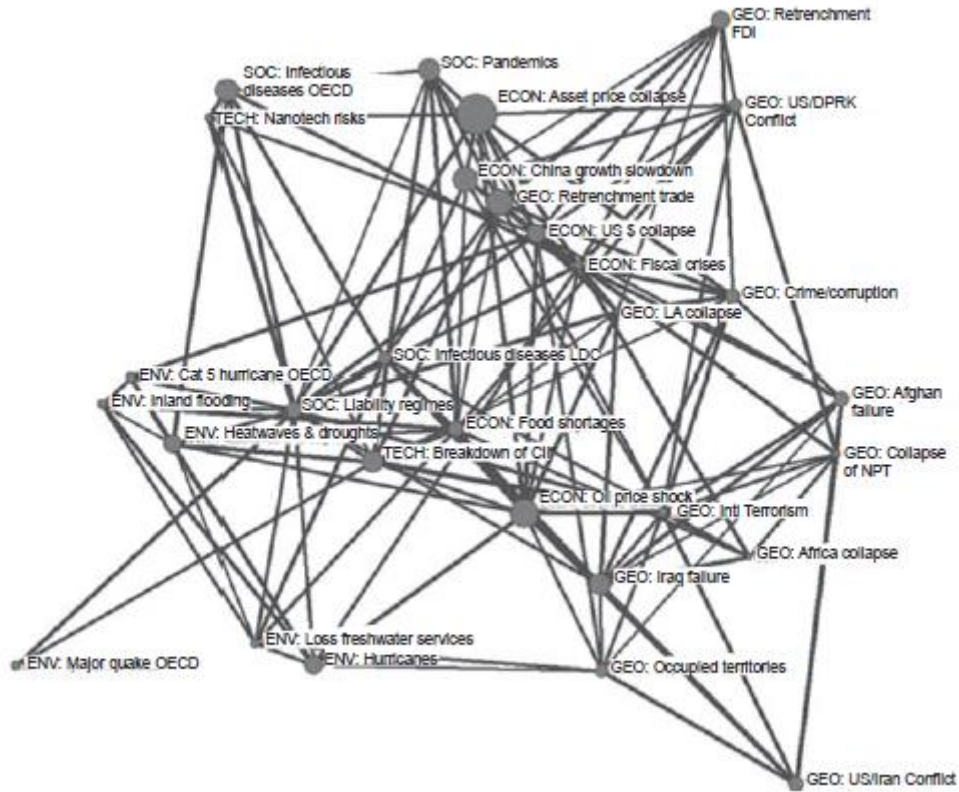 GEO: Retrenchment
FDI
SOC: Pandemics
SOC: Infectious
diseases OECD
ECON: Asset price collapse
GEO: US/DPRK
Conflict
TECH: Nanotech risks
ECON: China growth slowdown
GEO: Retrenchment trade
ECON: US $ collapse
ECON: Fiscal crises
GEO: Crime/corruption
GEO: LA collapse
SOC: Infectious diseases LDC
ENV: Cat 5 hurricane OECD
GEO: Afghan
failure
ENV: Inland flooding
SOC: Liability regimes
ECON: Food shortages
ENV: Heatwaves & droughts
TECH: Breakdown of CII
GEO: Collapse
of NPT
ECON: Oil price shock
GEO: Intl Terrorism
GEO: Africa collapse
GEO: Iraq failure
ENV: Loss freshwater services
ENV: Major quake OECD
ENV: Hurricanes
GEO: Occupied territories
GEO: US/Iran Conflict